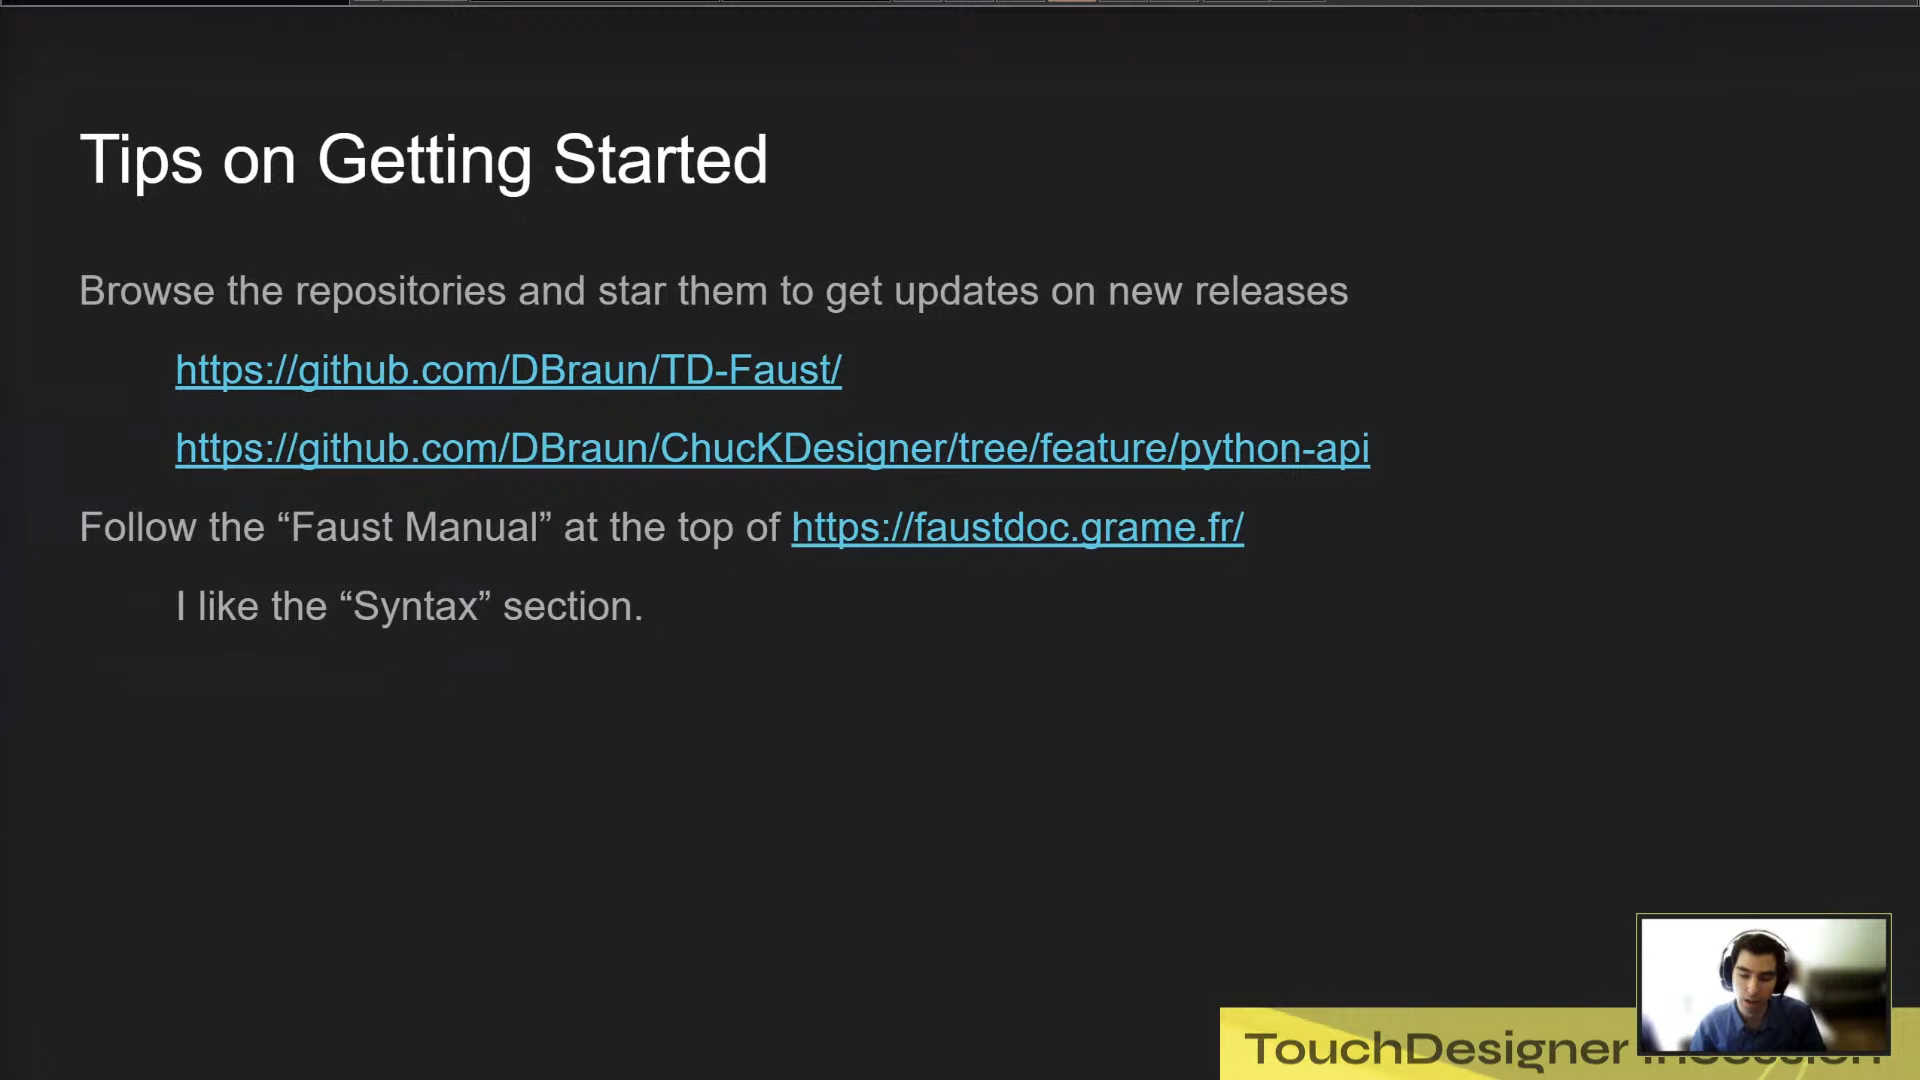 Tips on Getting Started
Browse the repositories and star them to get updates on new releases
https://github.com/DBraun/TD-Faust/
https://github.com/DBraun/ChucKDesigner/tree/feature/python-api
Follow the “Faust Manual” at the top of https://faustdoc.grame.fr/
I like the “Syntax” section.
TouchDesigner